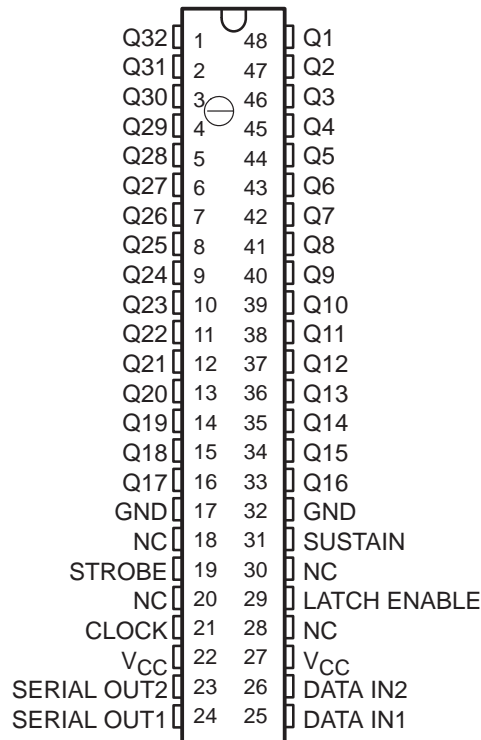 Q32 1 48 Q1
Q31 2 47 Q2
Q30 3 46 Q3
Q29 4 45 Q4
Q28 5 44 Q5
Q27 6 43 Q6
Q26 7 42 Q7
Q25 8 41 Q8
Q24 9 40 Q9
Q23 10 39 Q10
Q22 11 38 Q11
Q21 12 37 Q12
Q20 13 36 Q13
Q19 14 35 Q14
Q18 15 34 Q15
Q17 16 33 Q16
GND 17 32 GND
NC 18 31 SUSTAIN
STROBE 19 30 NC
NC 20 29 LATCH ENABLE
CLOCK 21 28 NC
VCC 22 27 VCC
SERIAL OUT2 23 26 DATA IN2
SERIAL OUT1 24 25 DATA IN1